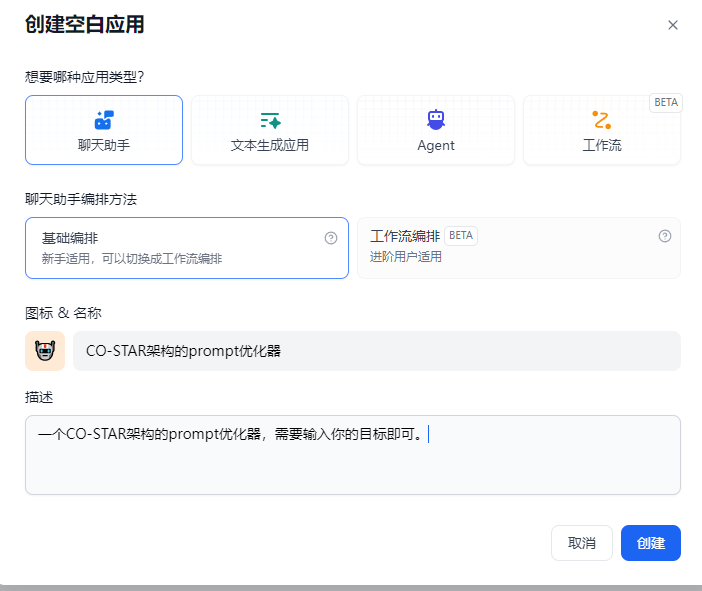 创建空白应用
想要哪种应用类型?
BETA
聊天助手
文本生成应用
Agent
工作流
聊天助手编排方法
基础编排
新手适用，可以切换成工作流编排
工作流编排 BETA
进阶用户适用
图标 & 名称
CO-STAR架构的prompt优化器
描述
一个CO-STAR架构的prompt优化器，需要输入你的目标即可。
取消
创建